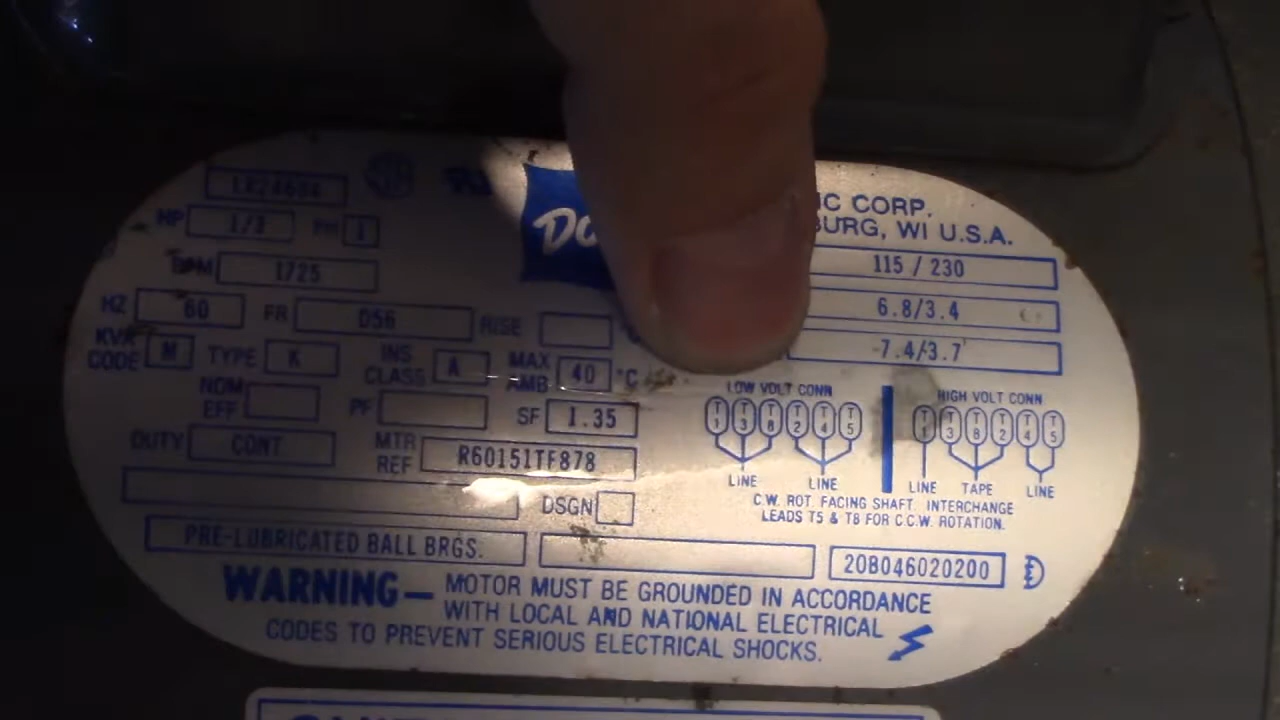 LR24684
HP 1/3 PH 1
RPM 1725
HZ 60 FR D56 RISE
KVA CODE M TYPE K INS CLASS A MAX AMB 40 °C
NOM EFF PF SF 1.35
DUTY CONT. MTR REF R60151TF878
DSGN
PRE-LUBRICATED BALL BRGS.
IC CORP.
BURG, WI U.S.A.
115 / 230
6.8/3.4
7.4/3.7
LOW VOLT CONN
T1 T3 T8 T2 T4 T5
LINE LINE
HIGH VOLT CONN
T1 T3 T8 T2 T4 T5
LINE TAPE LINE
C.W. ROT. FACING SHAFT. INTERCHANGE
LEADS T5 & T8 FOR C.C.W. ROTATION.
20B046020200
WARNING— MOTOR MUST BE GROUNDED IN ACCORDANCE
WITH LOCAL AND NATIONAL ELECTRICAL
CODES TO PREVENT SERIOUS ELECTRICAL SHOCKS.